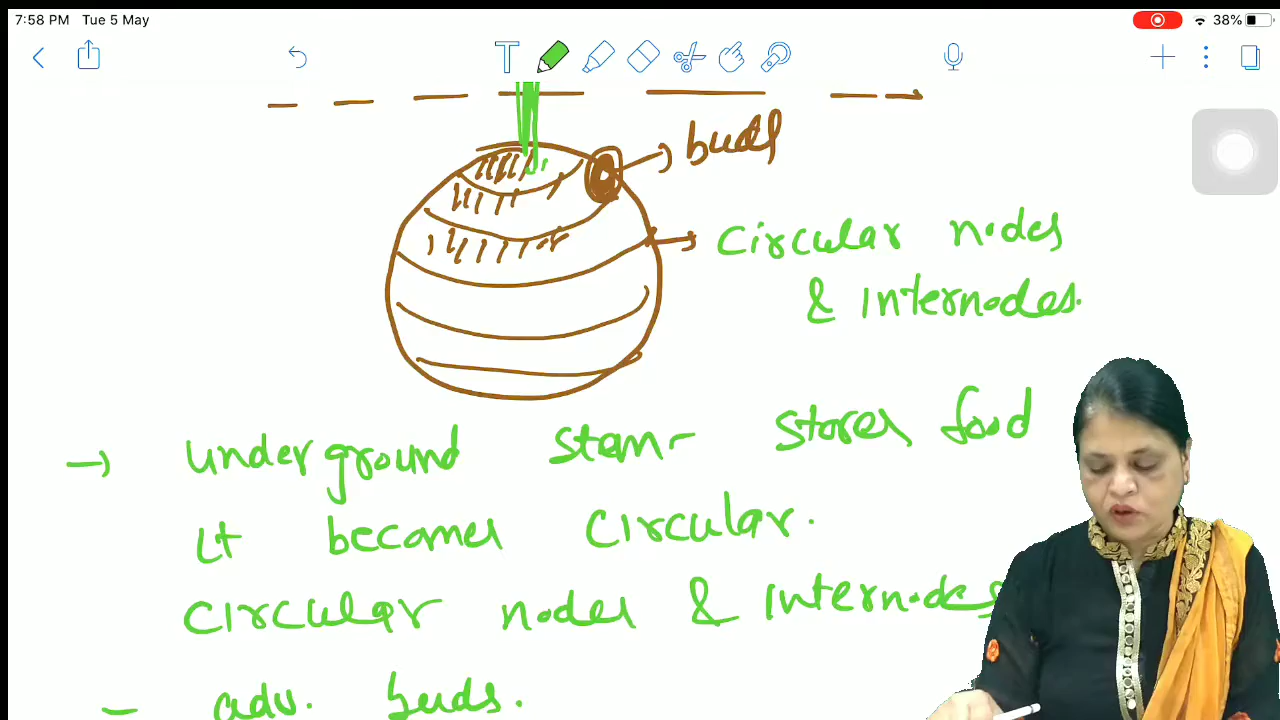 7:58 PM Tue 5 May
38%
T
buds
Circular nodes
& Internodes.
→ underground stem - stores food
It becomes circular.
circular nodes & Internodes
- adv. buds.